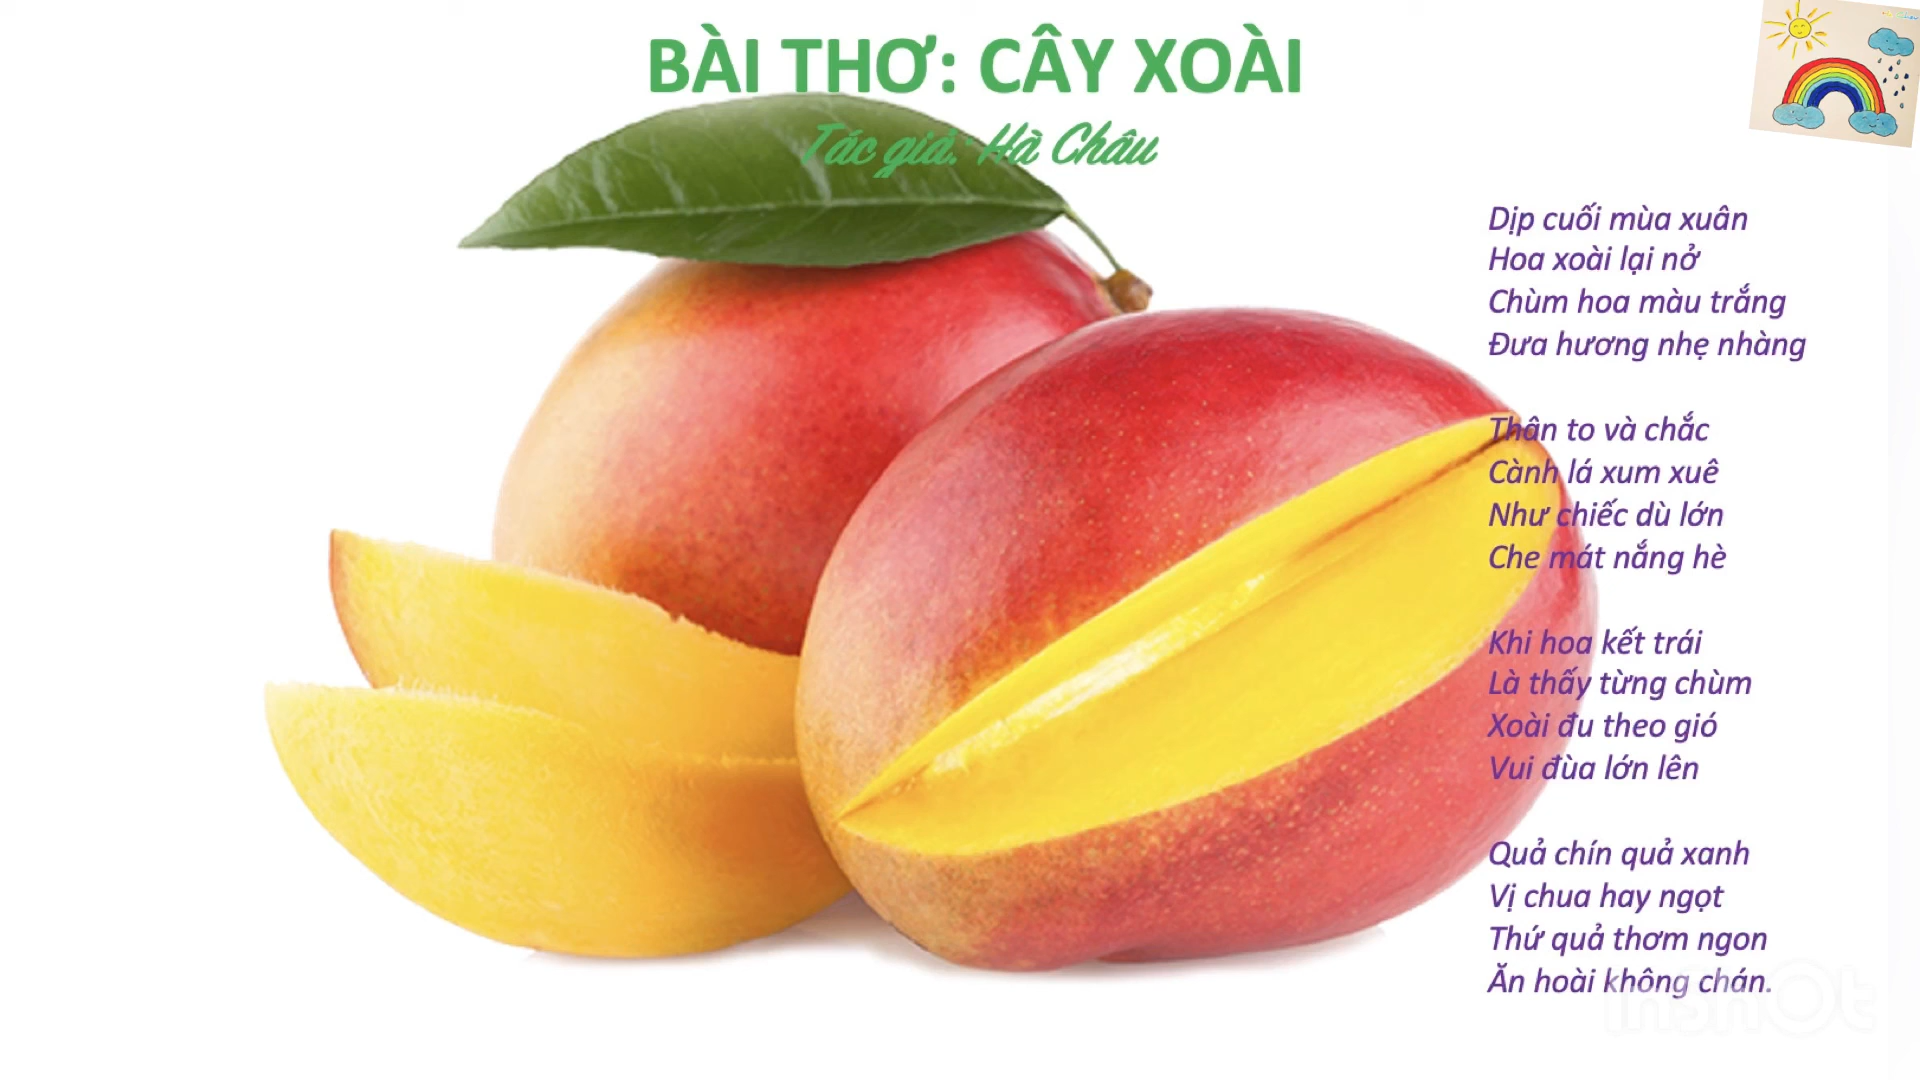 BÀI THƠ: CÂY XOÀI
Tác giả: Hà Châu
Dịp cuối mùa xuân
Hoa xoài lại nở
Chùm hoa màu trắng
Đưa hương nhẹ nhàng
Thân to và chắc
Cành lá xum xuê
Như chiếc dù lớn
Che mát nắng hè
Khi hoa kết trái
Là thấy từng chùm
Xoài đu theo gió
Vui đùa lớn lên
Quả chín quả xanh
Vị chua hay ngọt
Thứ quả thơm ngon
Ăn hoài không chán.
InShOt